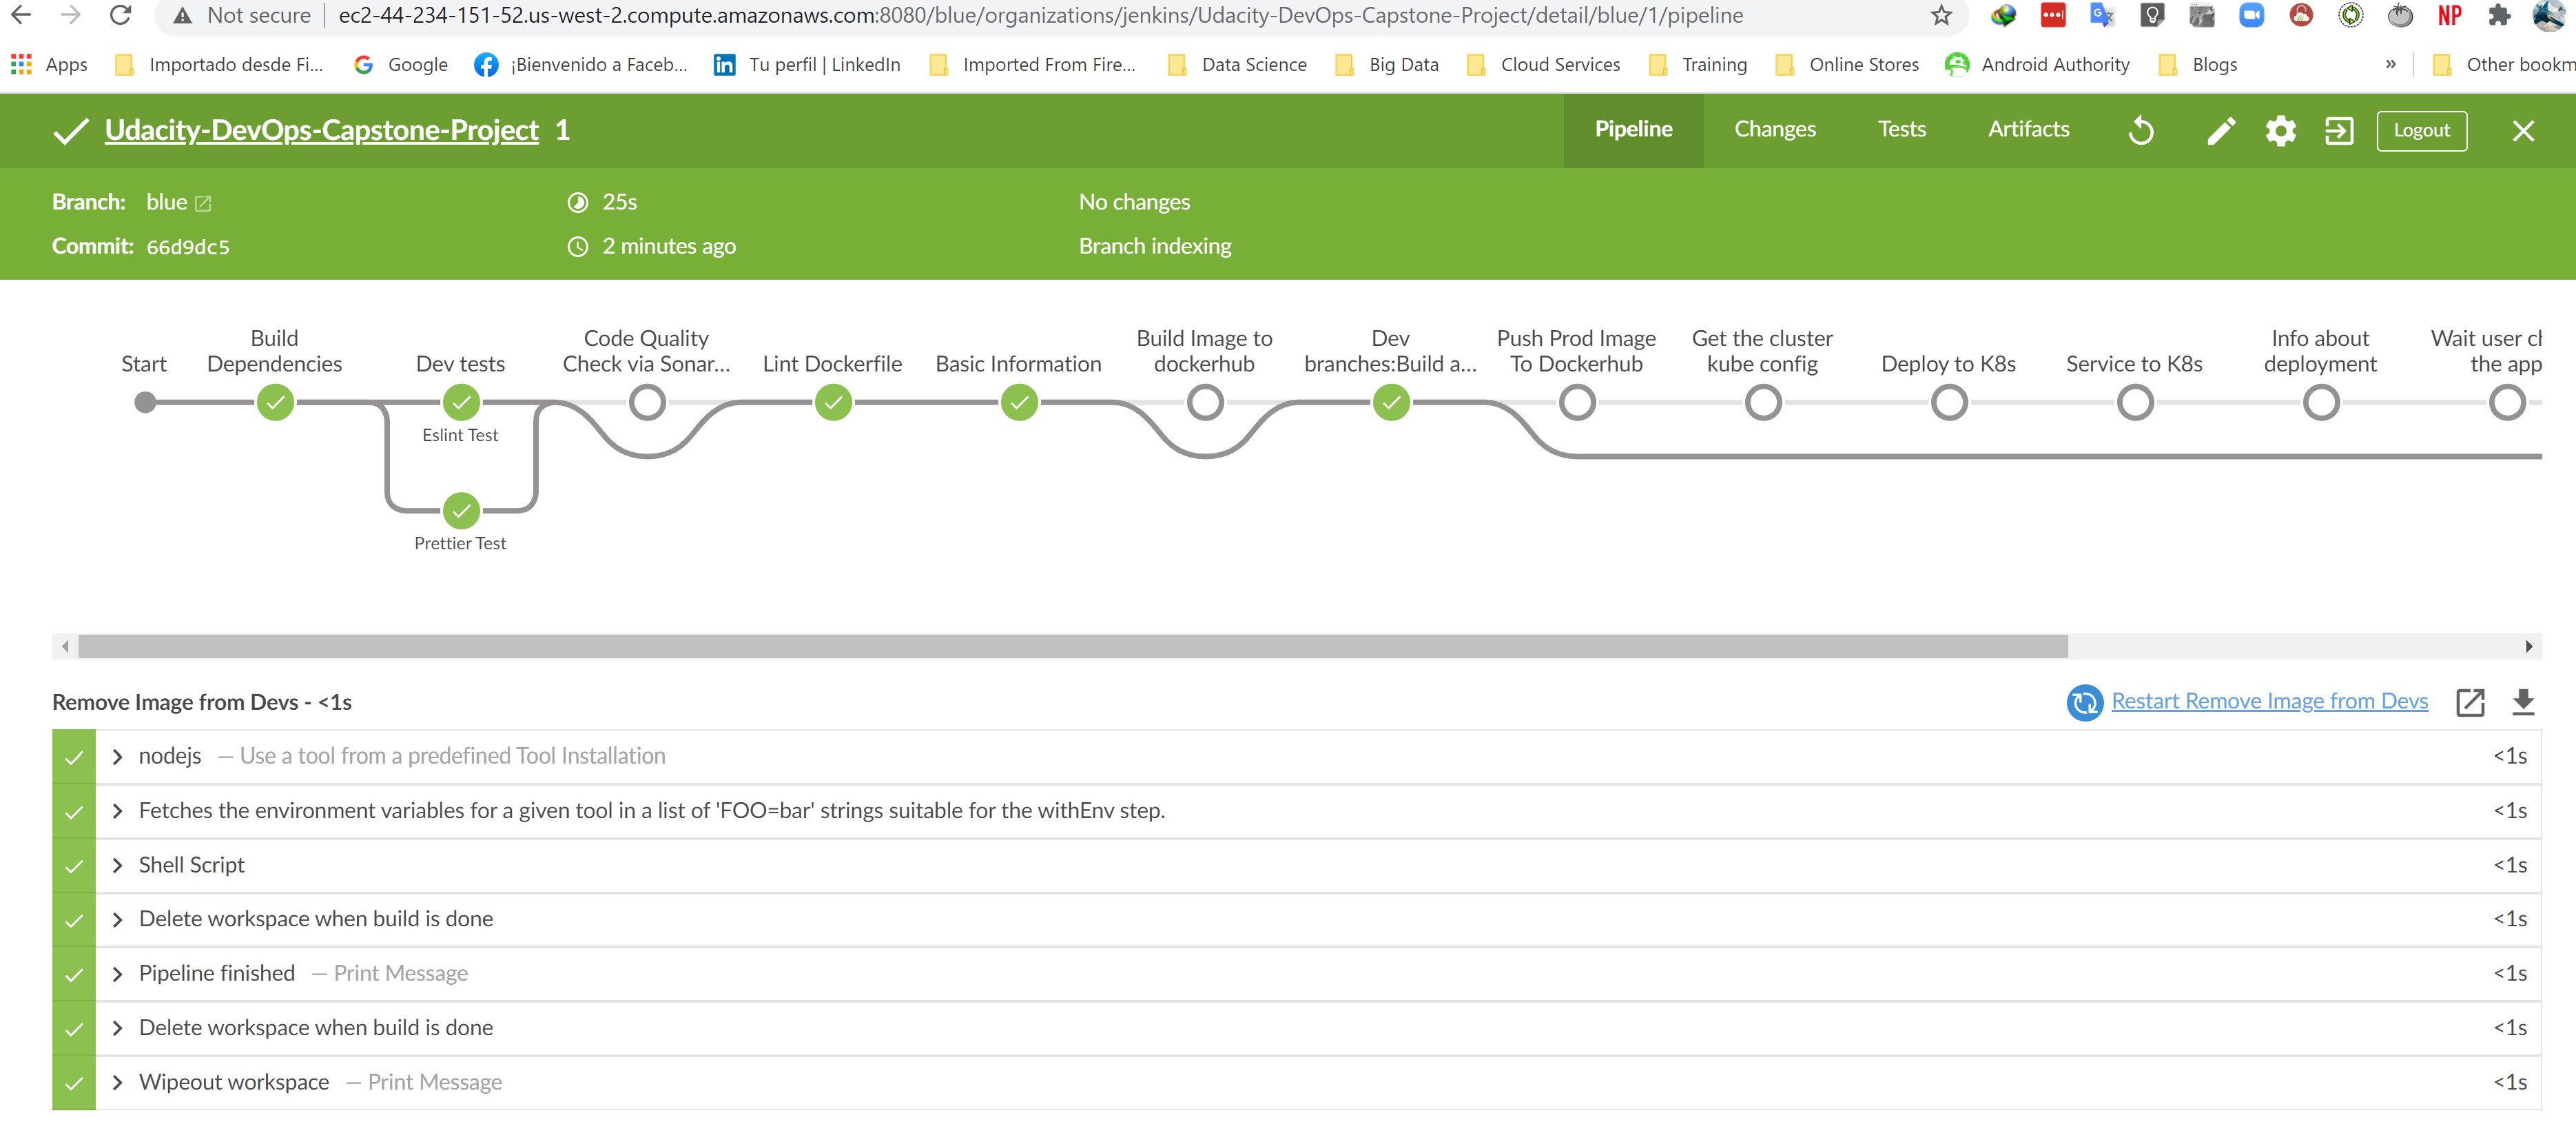 Not secure | ec2-44-234-151-52.us-west-2.compute.amazonaws.com:8080/blue/organizations/jenkins/Udacity-DevOps-Capstone-Project/detail/blue/1/pipeline
NP
Apps Importado desde Fi... Google ¡Bienvenido a Faceb... Tu perfil | LinkedIn Imported From Fire... Data Science Big Data Cloud Services Training Online Stores Android Authority Blogs » Other bookm
Udacity-DevOps-Capstone-Project 1 Pipeline Changes Tests Artifacts Logout
Branch: blue 25s No changes
Commit: 66d9dc5 2 minutes ago Branch indexing
Start
Build
Dependencies
Dev tests
Code Quality
Check via Sonar...
Lint Dockerfile
Basic Information
Build Image to
dockerhub
Dev
branches:Build a...
Push Prod Image
To Dockerhub
Get the cluster
kube config
Deploy to K8s
Service to K8s
Info about
deployment
Wait user ch
the app
Eslint Test
Prettier Test
Remove Image from Devs - <1s Restart Remove Image from Devs
nodejs — Use a tool from a predefined Tool Installation <1s
Fetches the environment variables for a given tool in a list of 'FOO=bar' strings suitable for the withEnv step. <1s
Shell Script <1s
Delete workspace when build is done <1s
Pipeline finished — Print Message <1s
Delete workspace when build is done <1s
Wipeout workspace — Print Message <1s